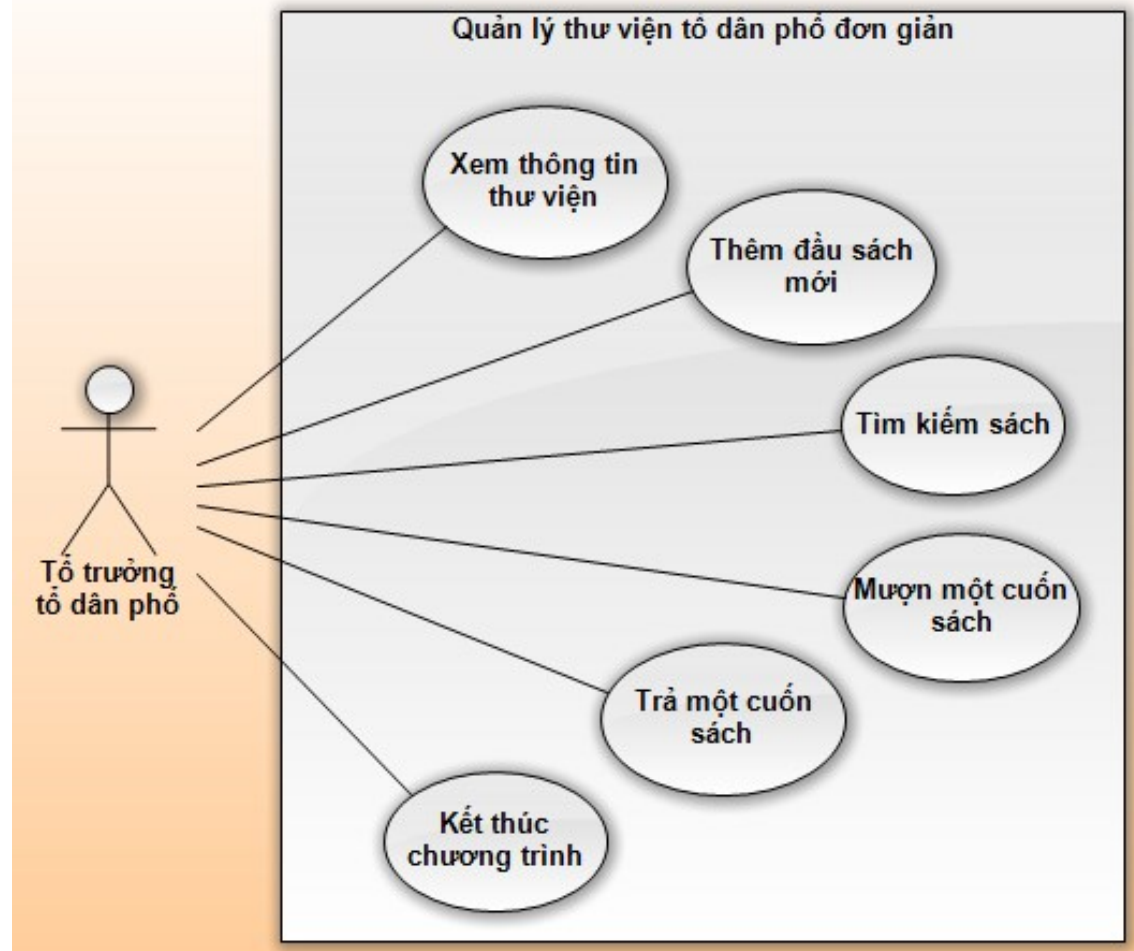 Quản lý thư viện tổ dân phố đơn giản
Xem thông tin
thư viện
Thêm đầu sách
mới
Tìm kiếm sách
Mượn một cuốn
sách
Trả một cuốn
sách
Kết thúc
chương trình
Tổ trưởng
tổ dân phố